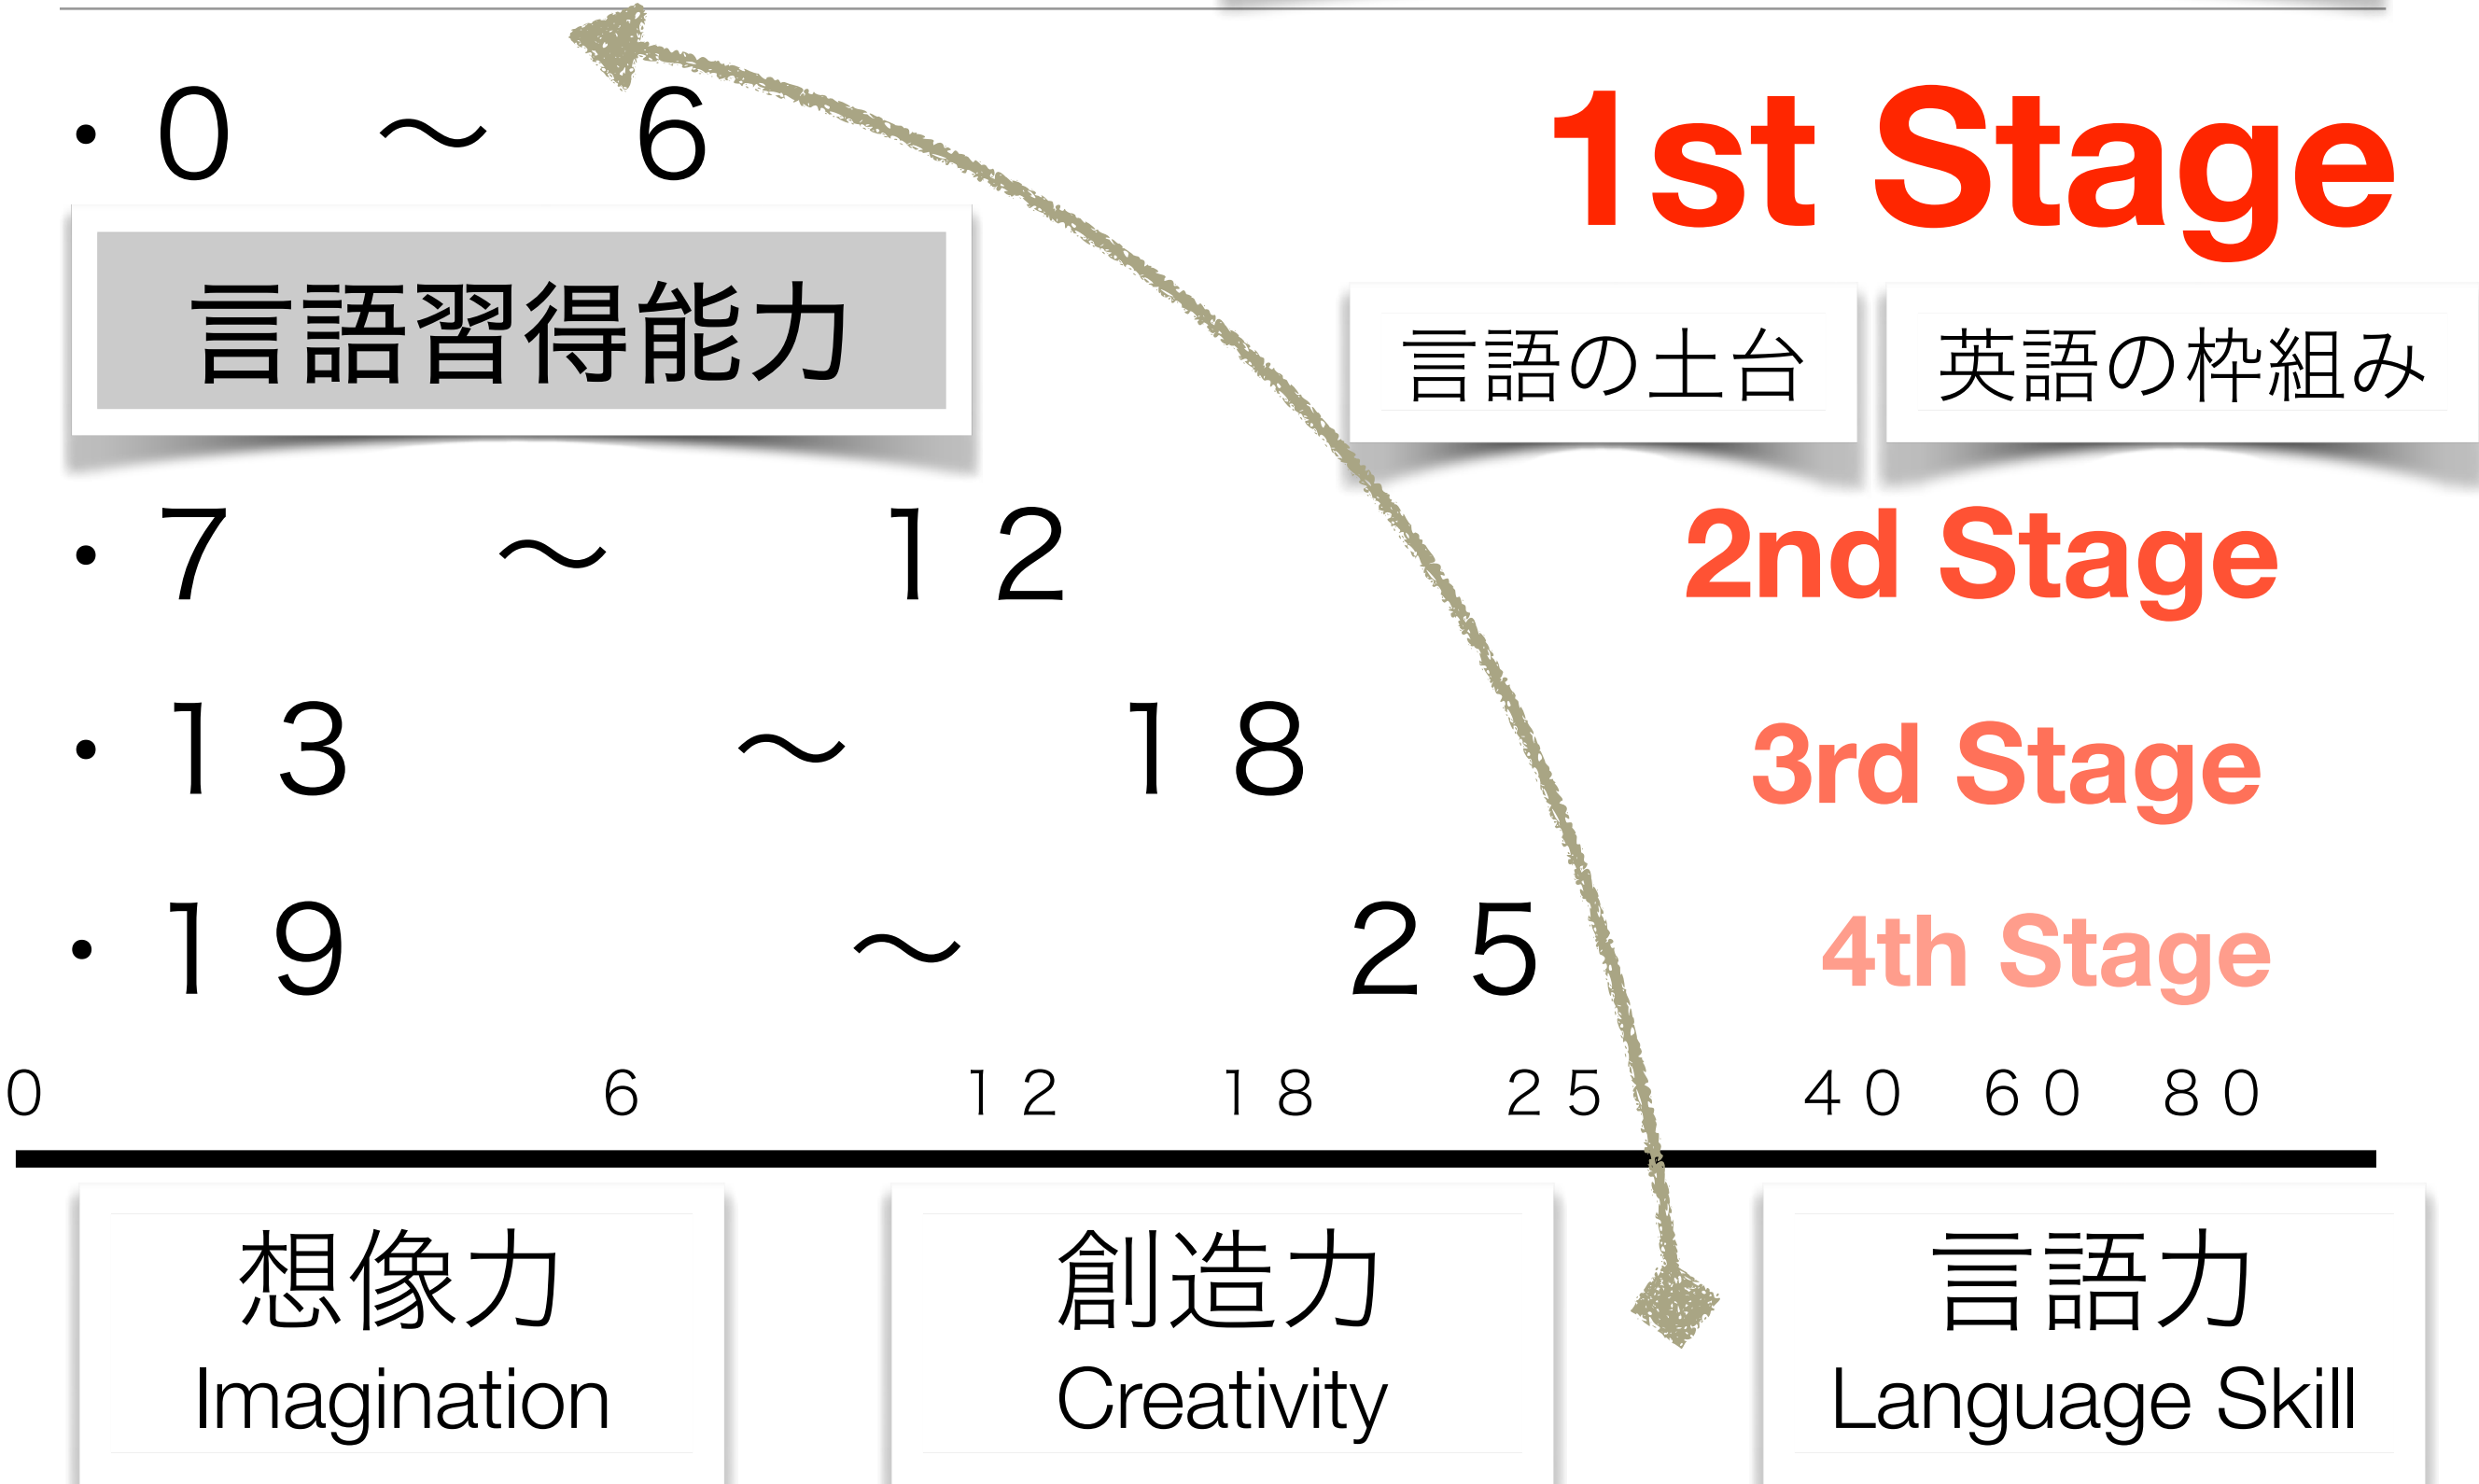 ・０　～　６
1st Stage
言語習得能力
言語の土台
英語の枠組み
・７　～　１２
2nd Stage
・１３　～　１８
3rd Stage
・１９　～　２５
4th Stage
０ ６ １２ １８ ２５ ４０ ６０ ８０
想像力
Imagination
創造力
Creativity
言語力
Language Skill